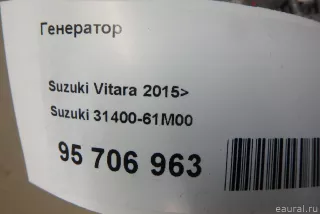 Генератор
Suzuki Vitara 2015>
Suzuki 31400-61M00
95 706 963
eaural.ru